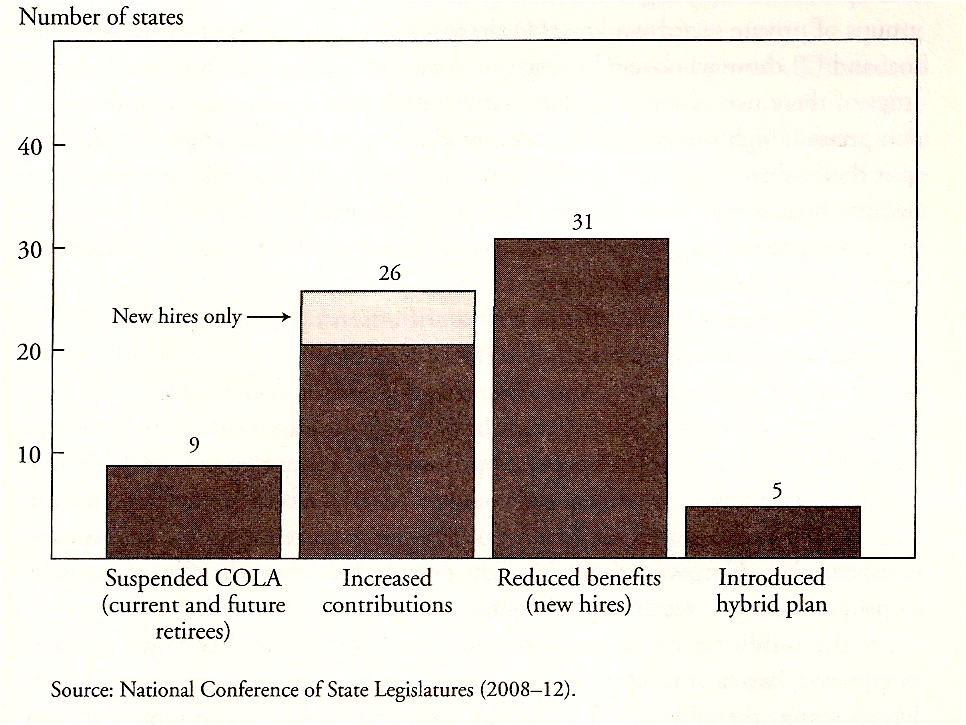 Number of states
40
30
20
10
9
26
31
5
New hires only
Suspended COLA
(current and future
retirees)
Increased
contributions
Reduced benefits
(new hires)
Introduced
hybrid plan
Source: National Conference of State Legislatures (2008–12).